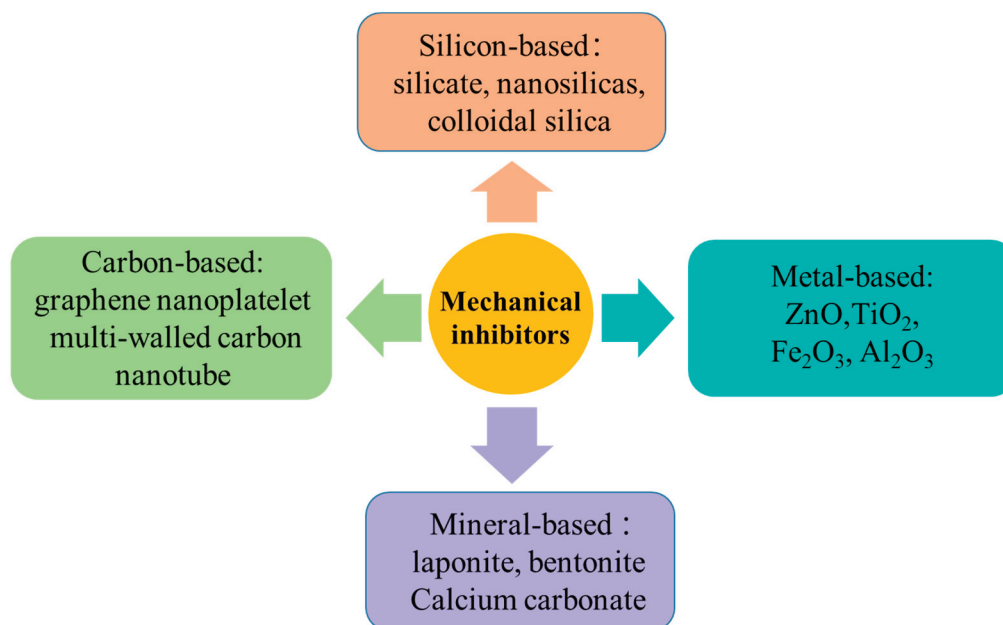 Silicon-based：
silicate, nanosilicas,
colloidal silica
Carbon-based:
graphene nanoplatelet
multi-walled carbon
nanotube
Mechanical
inhibitors
Metal-based:
ZnO,TiO₂,
Fe₂O₃, Al₂O₃
Mineral-based：
laponite, bentonite
Calcium carbonate